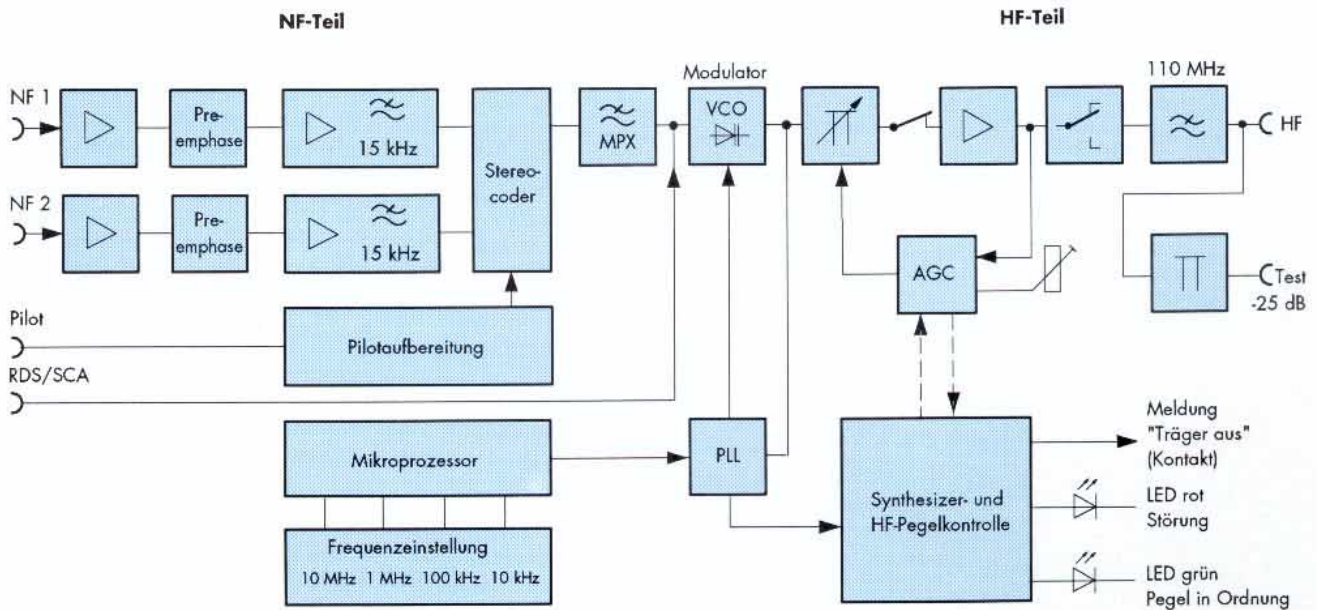 NF-Teil
HF-Teil
NF 1
Pre-
emphase
15 kHz
Stereo-
coder
MPX
Modulator
VCO
110 MHz
HF
NF 2
Pre-
emphase
15 kHz
AGC
Test
-25 dB
Pilot
Pilotaufbereitung
RDS/SCA
Mikroprozessor
PLL
Synthesizer- und
HF-Pegelkontrolle
Meldung
"Träger aus"
(Kontakt)
LED rot
Störung
LED grün
Pegel in Ordnung
Frequenzeinstellung
10 MHz 1 MHz 100 kHz 10 kHz